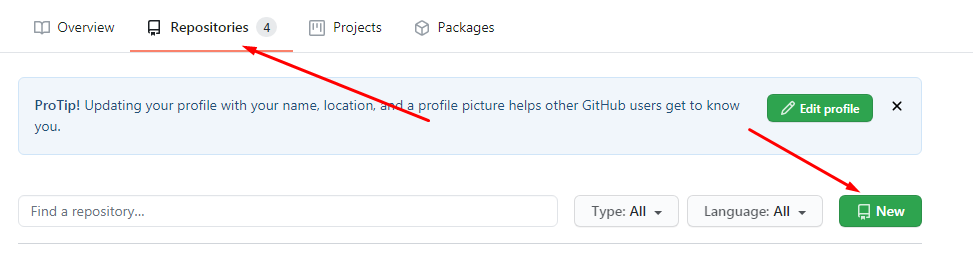 Overview Repositories 4 Projects Packages
ProTip! Updating your profile with your name, location, and a profile picture helps other GitHub users get to know
you.
Edit profile
Find a repository...
Type: All
Language: All
New